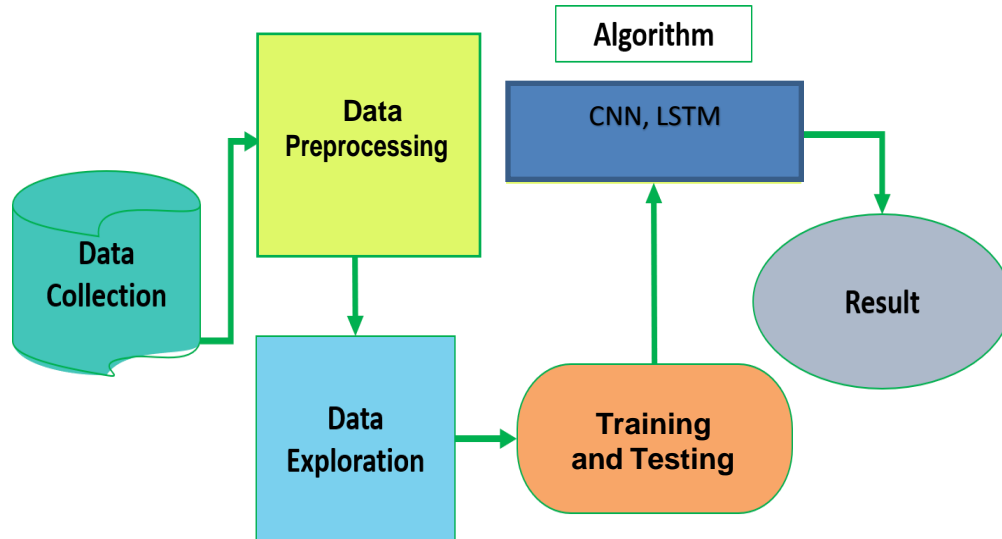 Data
Collection
Data
Preprocessing
Data
Exploration
Training
and Testing
Algorithm
CNN, LSTM
Result